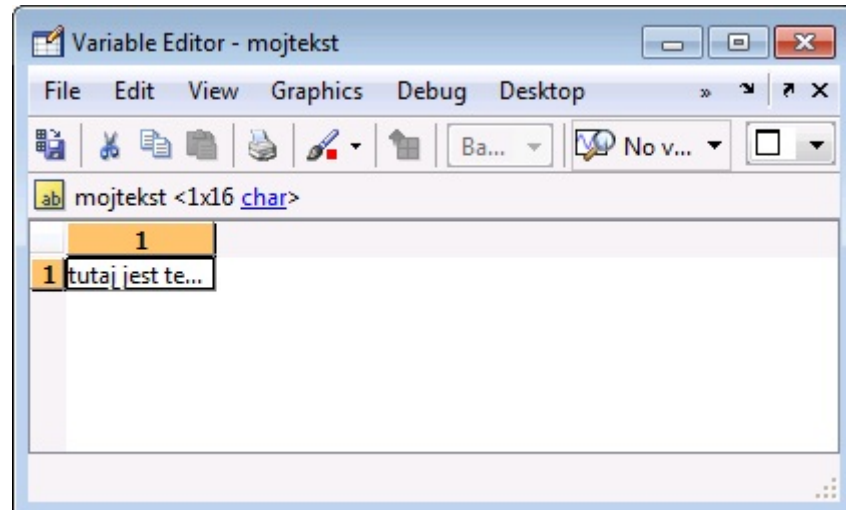 Variable Editor - mojtekst
File Edit View Graphics Debug Desktop »
Ba... No v...
ab mojtekst <1x16 char>
1
1 tutaj jest te...